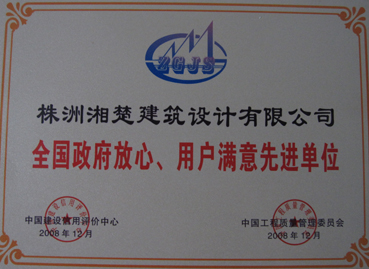 ZGJS
株洲湘楚建筑设计有限公司
全国政府放心、用户满意先进单位
中国建设信用评价中心
2008年12月
中国工程质量管理委员会
2008年12月